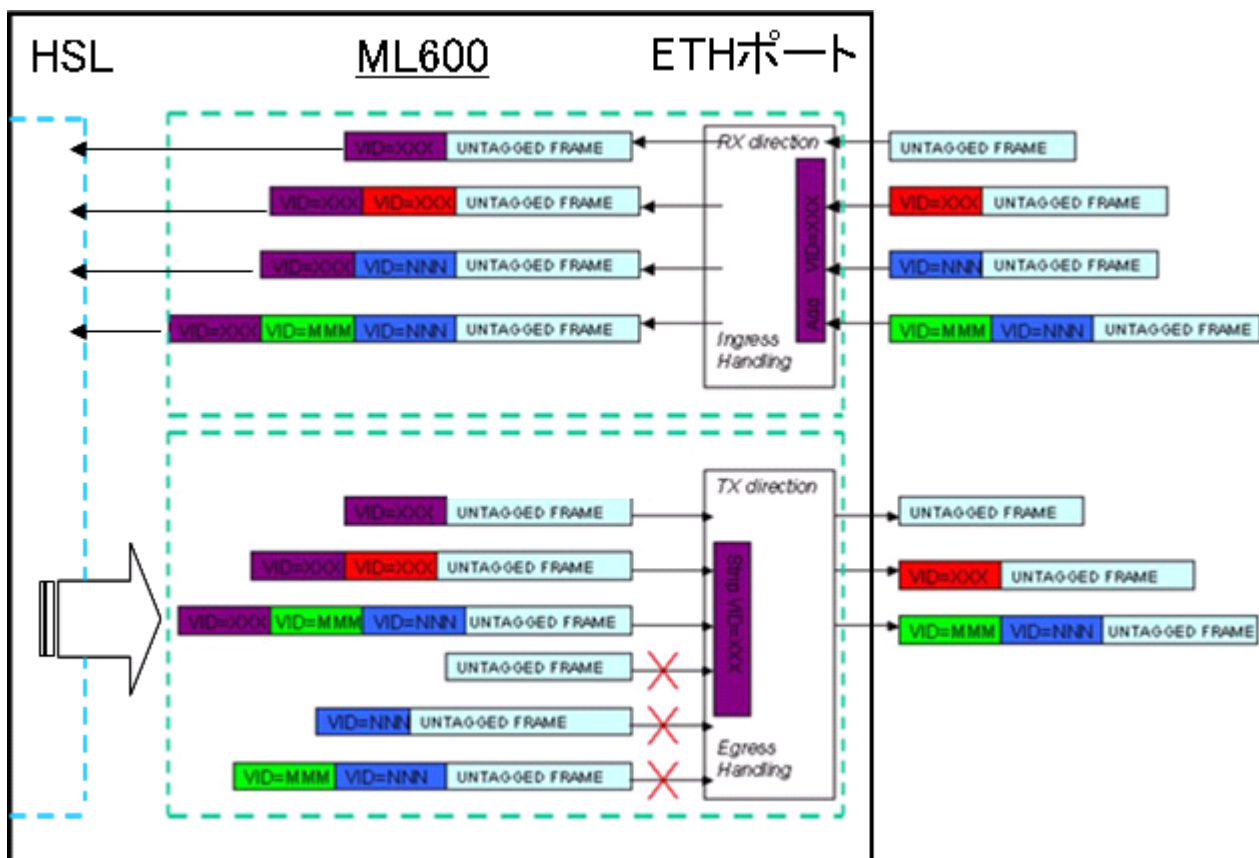 HSL ML600 ETHポート
RX direction
VID=XXX UNTAGGED FRAME UNTAGGED FRAME
VID=XXX VID=XXX UNTAGGED FRAME VID=XXX UNTAGGED FRAME
Add VID=XXX
VID=XXX VID=NNN UNTAGGED FRAME VID=NNN UNTAGGED FRAME
VID=XXX VID=MMM VID=NNN UNTAGGED FRAME VID=MMM VID=NNN UNTAGGED FRAME
Ingress
Handling
TX direction
VID=XXX UNTAGGED FRAME UNTAGGED FRAME
VID=XXX VID=XXX UNTAGGED FRAME VID=XXX UNTAGGED FRAME
Strip VID=XXX
VID=XXX VID=MMM VID=NNN UNTAGGED FRAME VID=MMM VID=NNN UNTAGGED FRAME
UNTAGGED FRAME
VID=NNN UNTAGGED FRAME
Egress
Handling
VID=MMM VID=NNN UNTAGGED FRAME